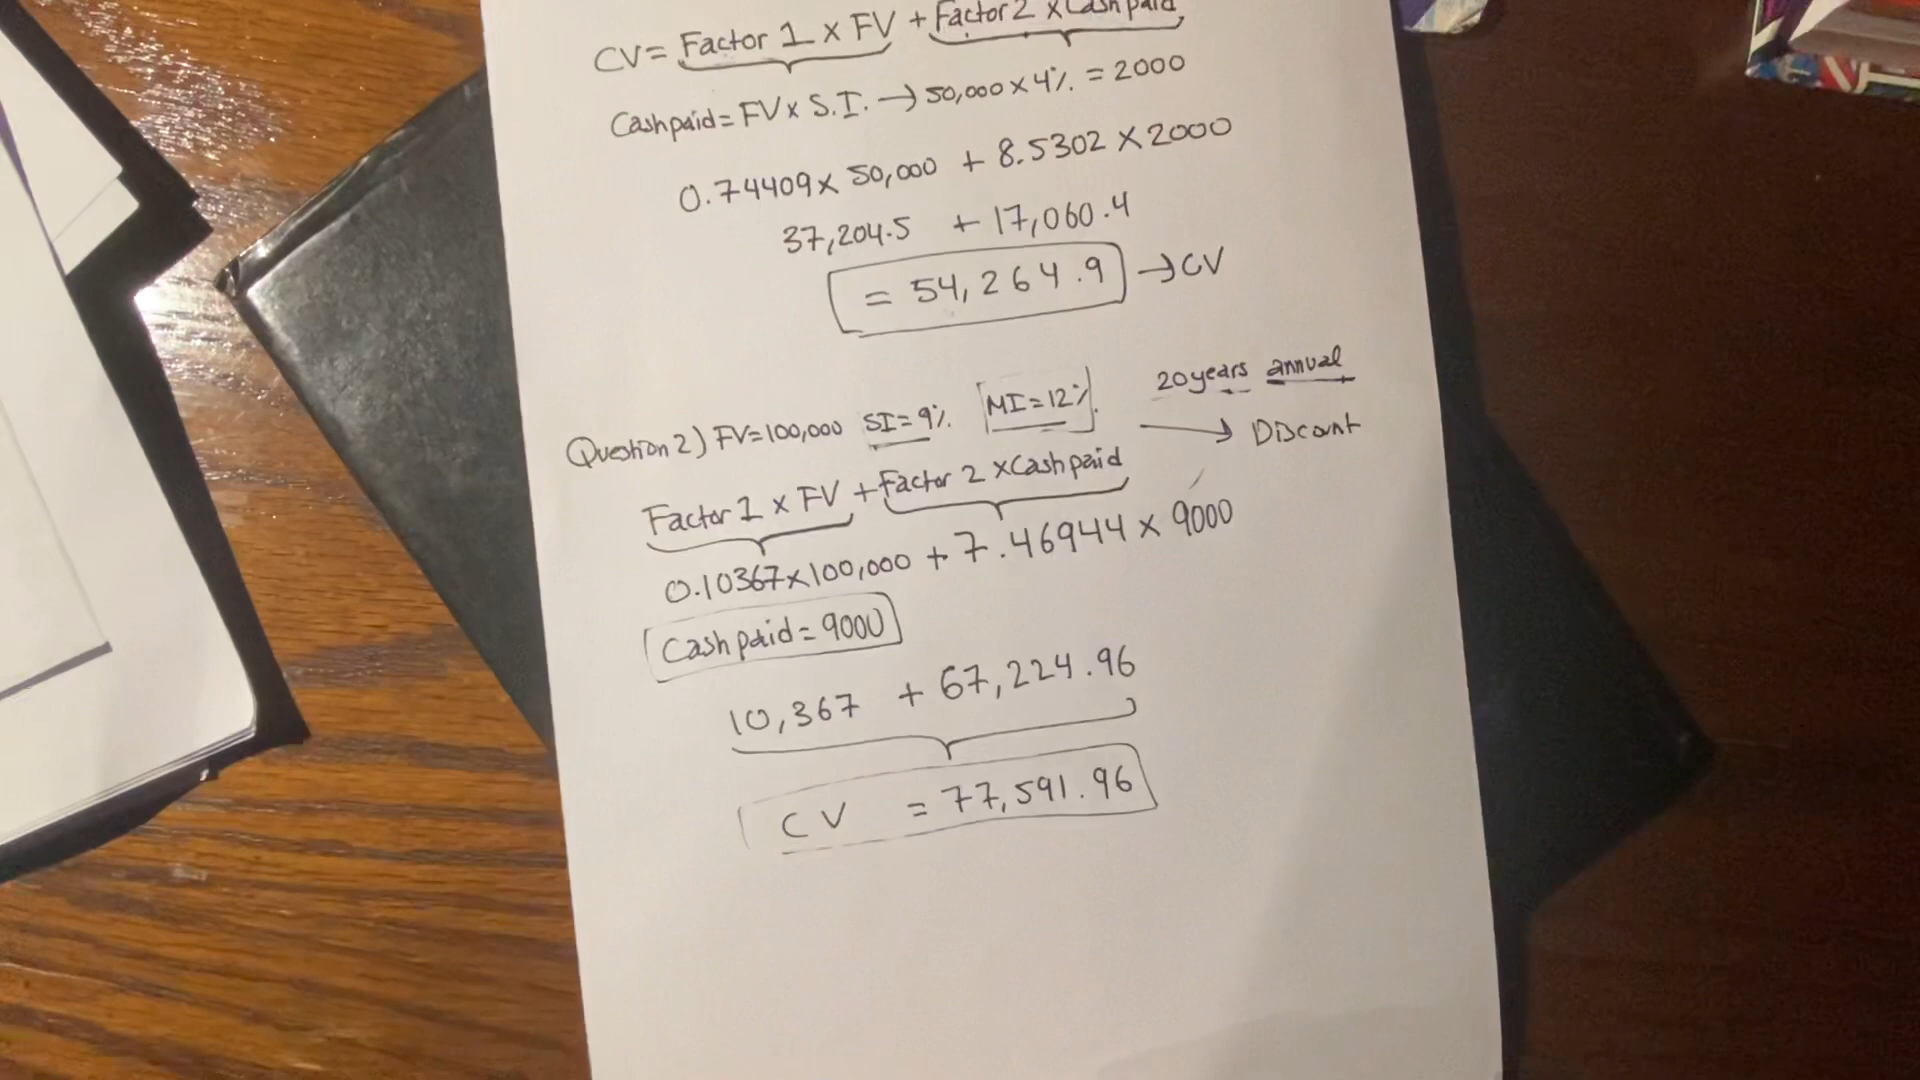 CV = Factor 1 x FV + Factor 2 x Cash paid
Cash paid = FV x S.I. → 50,000 x 4% = 2000
0.74409 x 50,000 + 8.5302 x 2000
37,204.5 + 17,060.4
= 54,264.9 → CV
20 years annual
Question 2) FV=100,000 SI=9% MI=12% → Discount
Factor 1 x FV + Factor 2 x Cash paid
0.10367 x 100,000 + 7.46944 x 9000
Cash paid = 9000
10,367 + 67,224.96
CV = 77,591.96